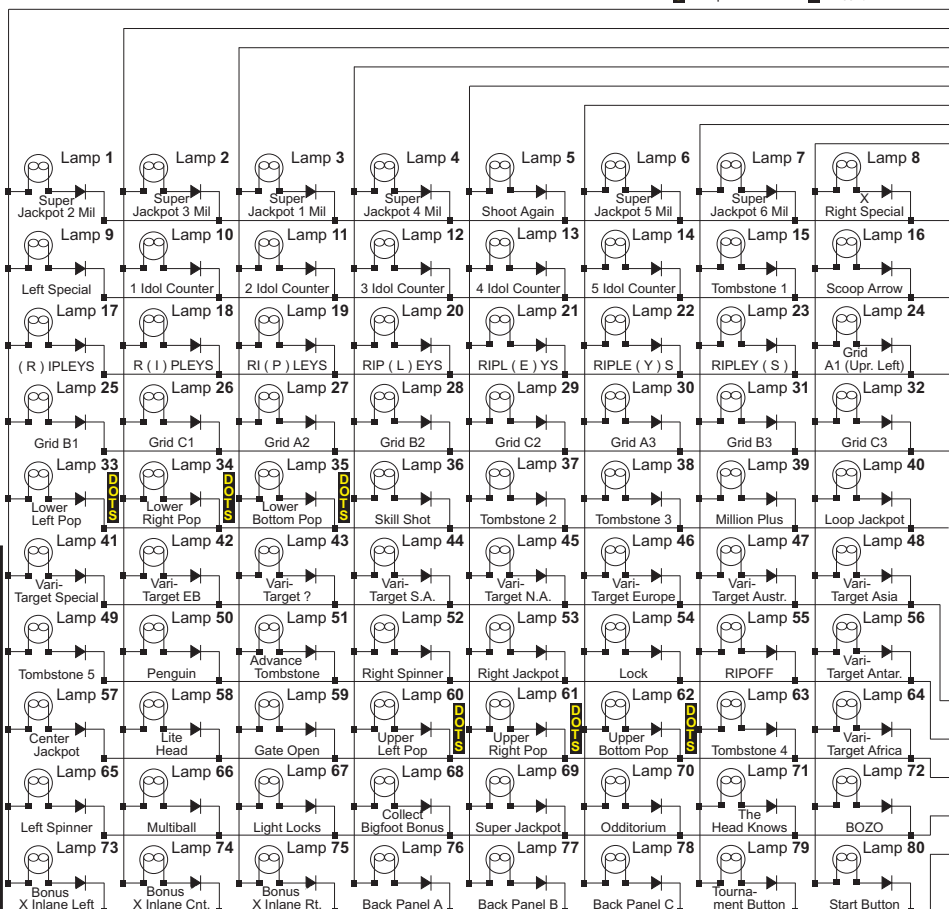 Lamp 1 Lamp 2 Lamp 3 Lamp 4 Lamp 5 Lamp 6 Lamp 7 Lamp 8
Super Super Super Super Super Super X
Jackpot 2 Mil Jackpot 3 Mil Jackpot 1 Mil Jackpot 4 Mil Shoot Again Jackpot 5 Mil Jackpot 6 Mil Right Special
Lamp 9 Lamp 10 Lamp 11 Lamp 12 Lamp 13 Lamp 14 Lamp 15 Lamp 16
Left Special 1 Idol Counter 2 Idol Counter 3 Idol Counter 4 Idol Counter 5 Idol Counter Tombstone 1 Scoop Arrow
Lamp 17 Lamp 18 Lamp 19 Lamp 20 Lamp 21 Lamp 22 Lamp 23 Lamp 24
Grid
( R ) IPLEYS R ( I ) PLEYS RI ( P ) LEYS RIP ( L ) EYS RIPL ( E ) YS RIPLE ( Y ) S RIPLEY ( S ) A1 (Upr. Left)
Lamp 25 Lamp 26 Lamp 27 Lamp 28 Lamp 29 Lamp 30 Lamp 31 Lamp 32
Grid B1 Grid C1 Grid A2 Grid B2 Grid C2 Grid A3 Grid B3 Grid C3
Lamp 33 Lamp 34 Lamp 35 Lamp 36 Lamp 37 Lamp 38 Lamp 39 Lamp 40
DOTS DOTS DOTS
Lower Lower Lower
Left Pop Right Pop Bottom Pop Skill Shot Tombstone 2 Tombstone 3 Million Plus Loop Jackpot
Lamp 41 Lamp 42 Lamp 43 Lamp 44 Lamp 45 Lamp 46 Lamp 47 Lamp 48
Vari- Vari- Vari- Vari- Vari- Vari- Vari- Vari-
Target Special Target EB Target ? Target S.A. Target N.A. Target Europe Target Austr. Target Asia
Lamp 49 Lamp 50 Lamp 51 Lamp 52 Lamp 53 Lamp 54 Lamp 55 Lamp 56
Advance Vari-
Tombstone 5 Penguin Tombstone Right Spinner Right Jackpot Lock RIPOFF Target Antar.
Lamp 57 Lamp 58 Lamp 59 Lamp 60 Lamp 61 Lamp 62 Lamp 63 Lamp 64
DOTS DOTS DOTS
Center Lite Upper Upper Upper Vari-
Jackpot Head Gate Open Left Pop Right Pop Bottom Pop Tombstone 4 Target Africa
Lamp 65 Lamp 66 Lamp 67 Lamp 68 Lamp 69 Lamp 70 Lamp 71 Lamp 72
Collect The
Left Spinner Multiball Light Locks Bigfoot Bonus Super Jackpot Odditorium Head Knows BOZO
Lamp 73 Lamp 74 Lamp 75 Lamp 76 Lamp 77 Lamp 78 Lamp 79 Lamp 80
Bonus Bonus Bonus Tourna-
X Inlane Left X Inlane Cnt. X Inlane Rt. Back Panel A Back Panel B Back Panel C ment Button Start Button